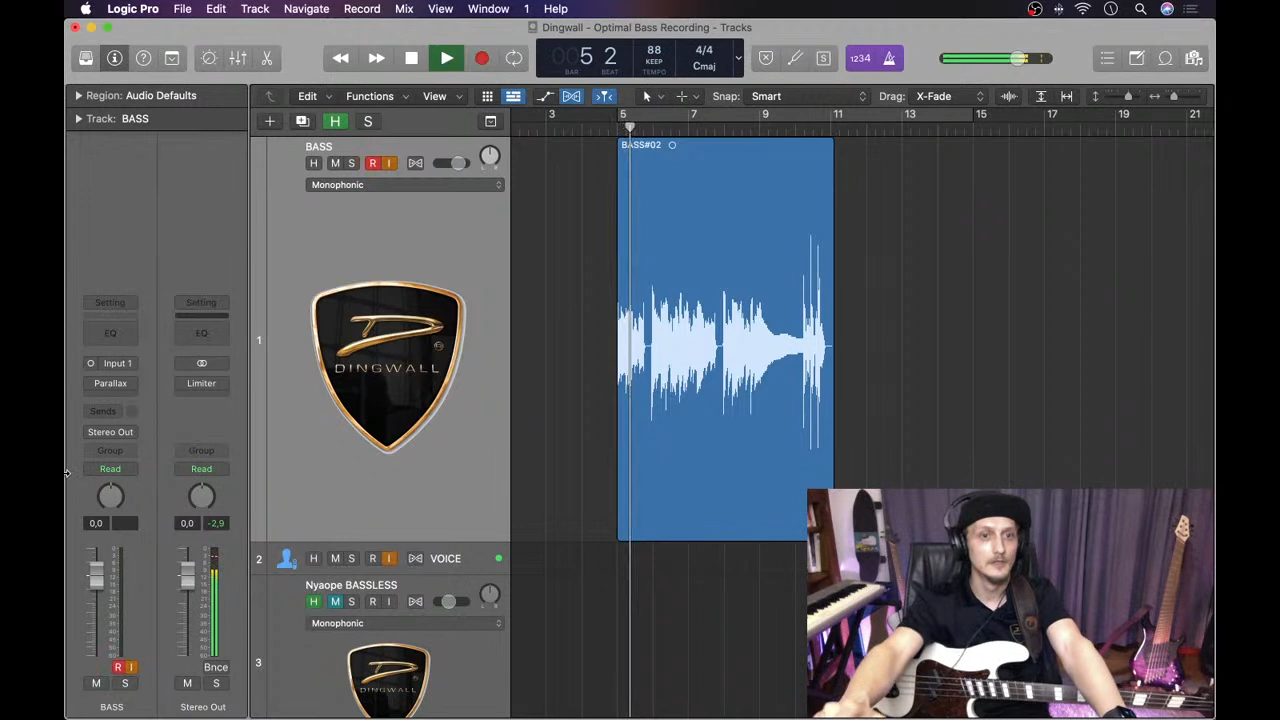 Logic Pro File Edit Track Navigate Record Mix View Window 1 Help
Dingwall - Optimal Bass Recording - Tracks
005 2
BAR BEAT
88
KEEP
TEMPO
4/4
Cmaj
1234
Region: Audio Defaults
Edit Functions View Snap: Smart Drag: X-Fade
Track: BASS
H S
3 5 7 9 11 13 15 17 19 21
BASS
H M S R I
L R
Monophonic
BASS#02
1
DINGWALL
Setting Setting
EQ EQ
Input 1
Parallax Limiter
Sends
Stereo Out
Group Group
Read Read
0,0 0,0 -2,9
R I Bnce
M S M S
BASS Stereo Out
2 H M S R I VOICE
Nyaope BASSLESS
H M S R I
L R
Monophonic
3
DINGWALL